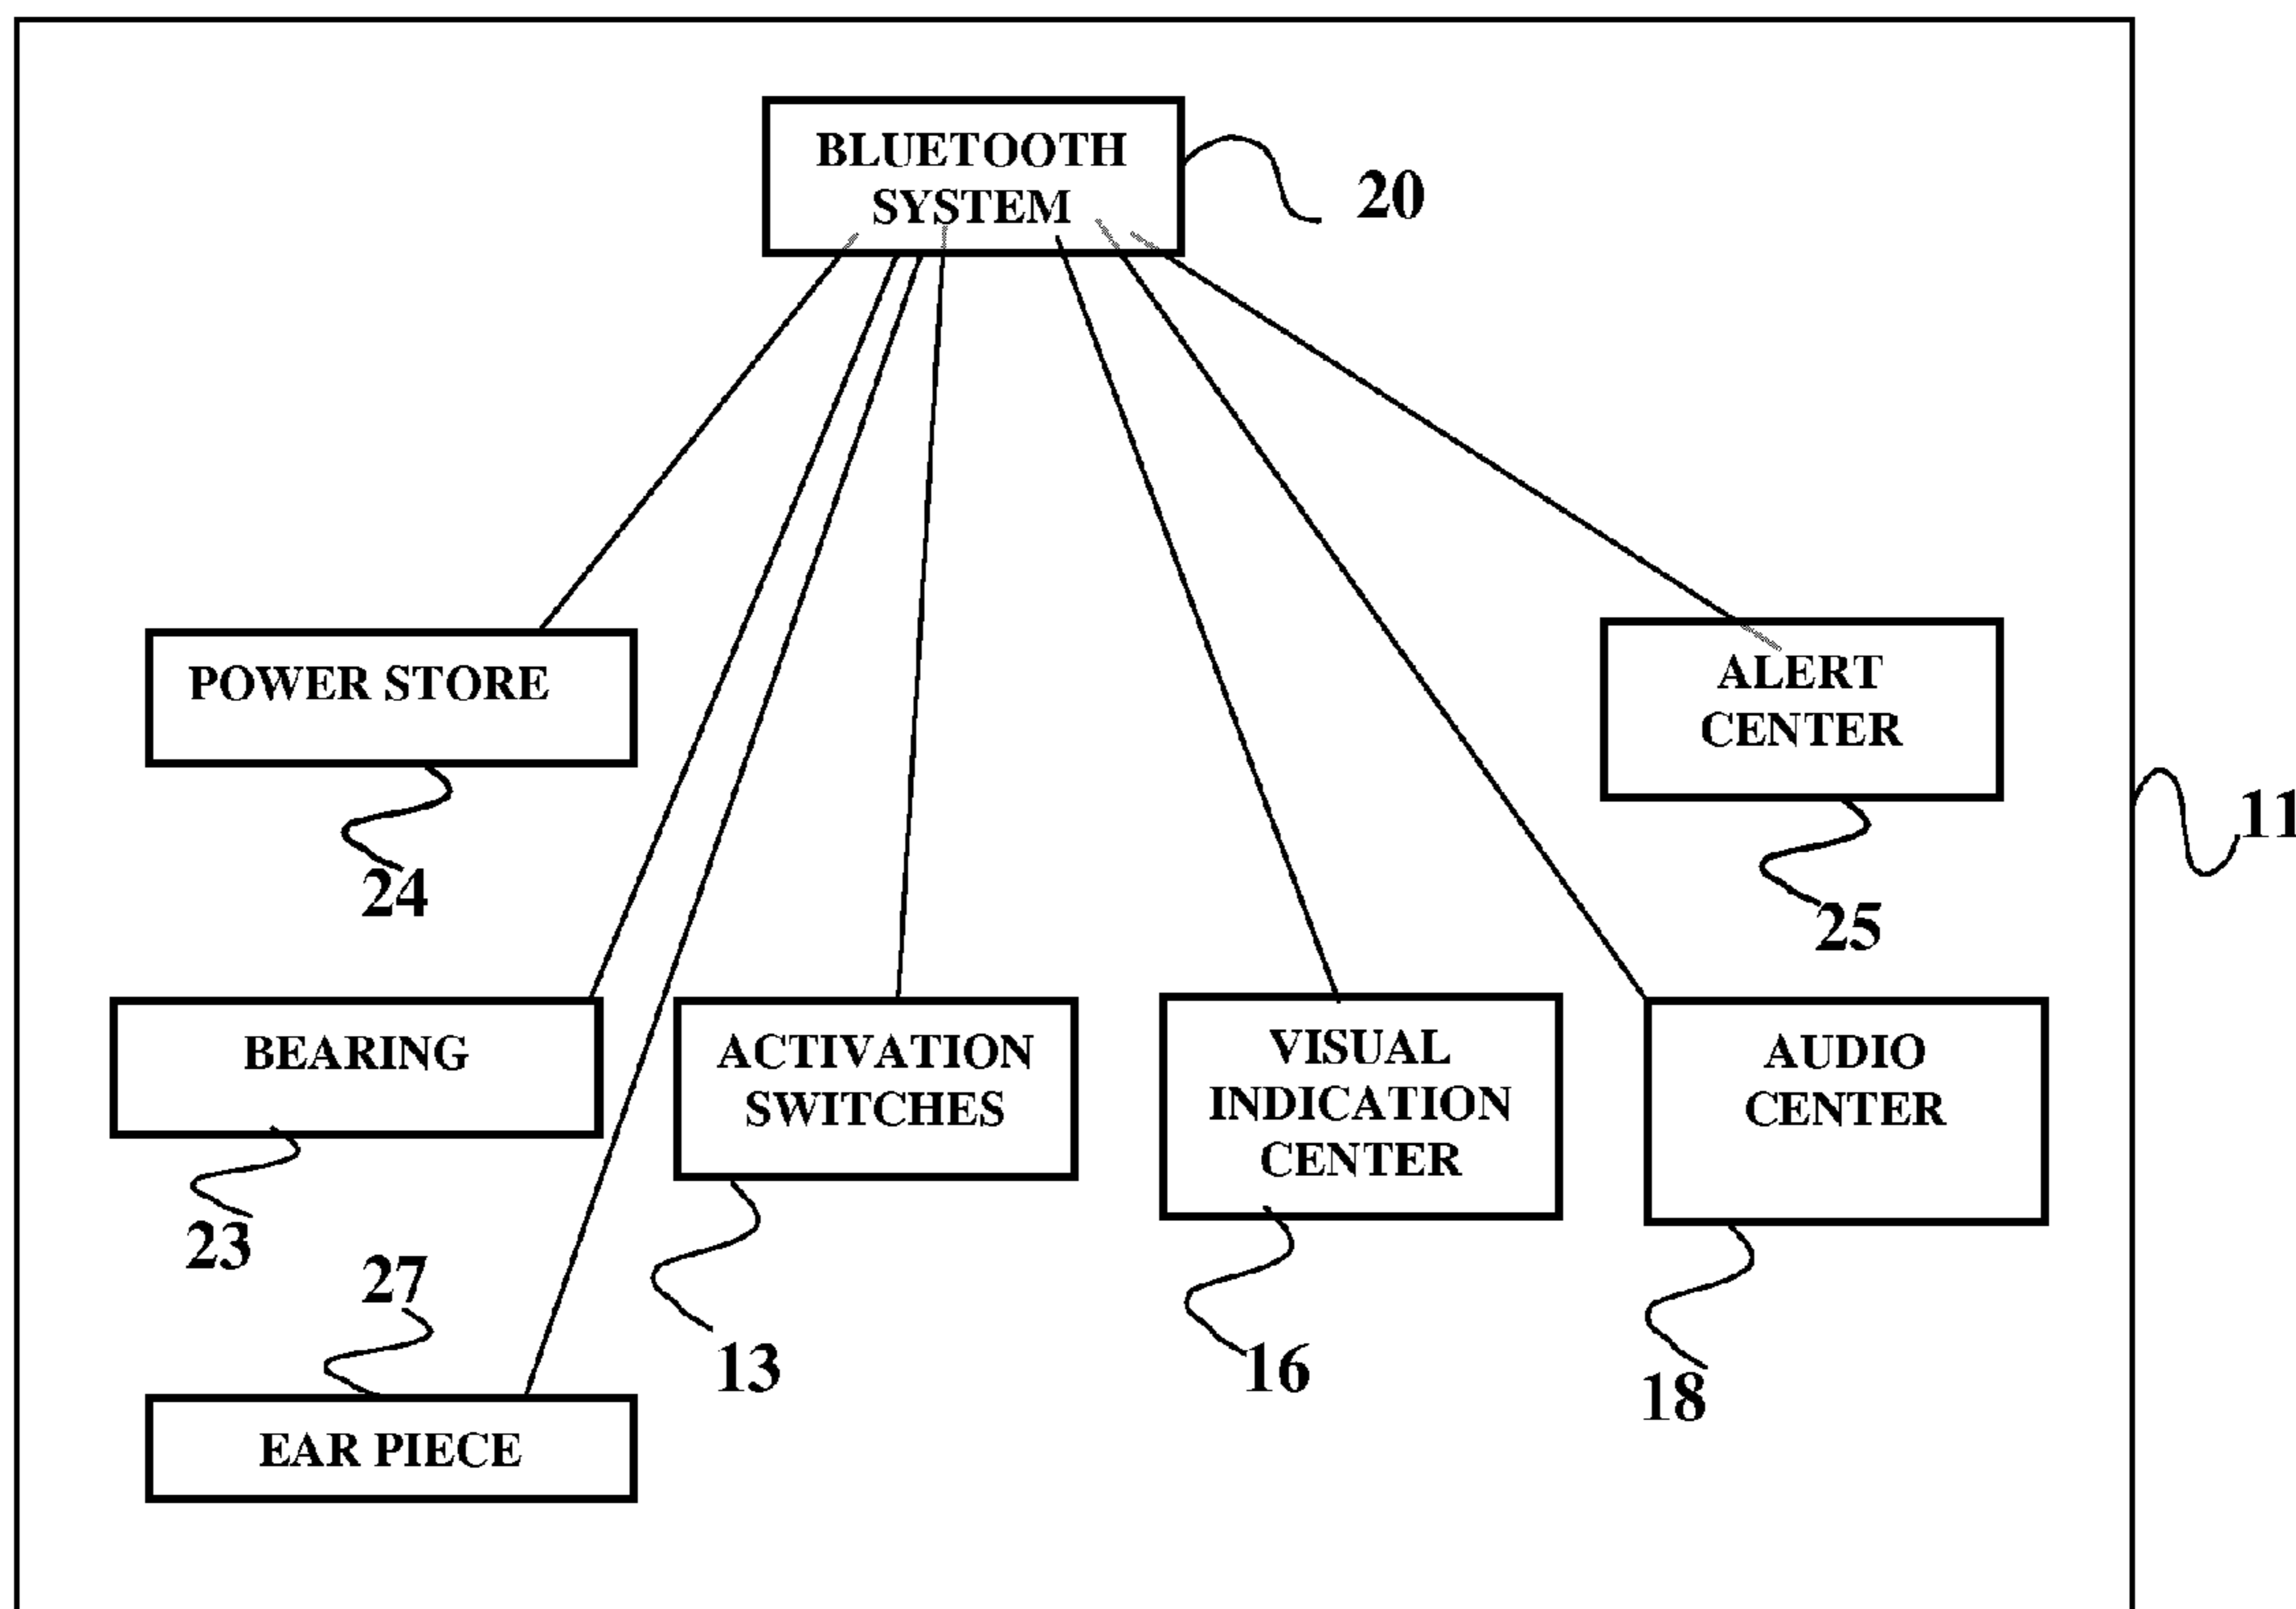 BLUETOOTH
SYSTEM
20
POWER STORE
24
ALERT
CENTER
25
11
BEARING
23
ACTIVATION
SWITCHES
13
VISUAL
INDICATION
CENTER
16
AUDIO
CENTER
18
27
EAR PIECE